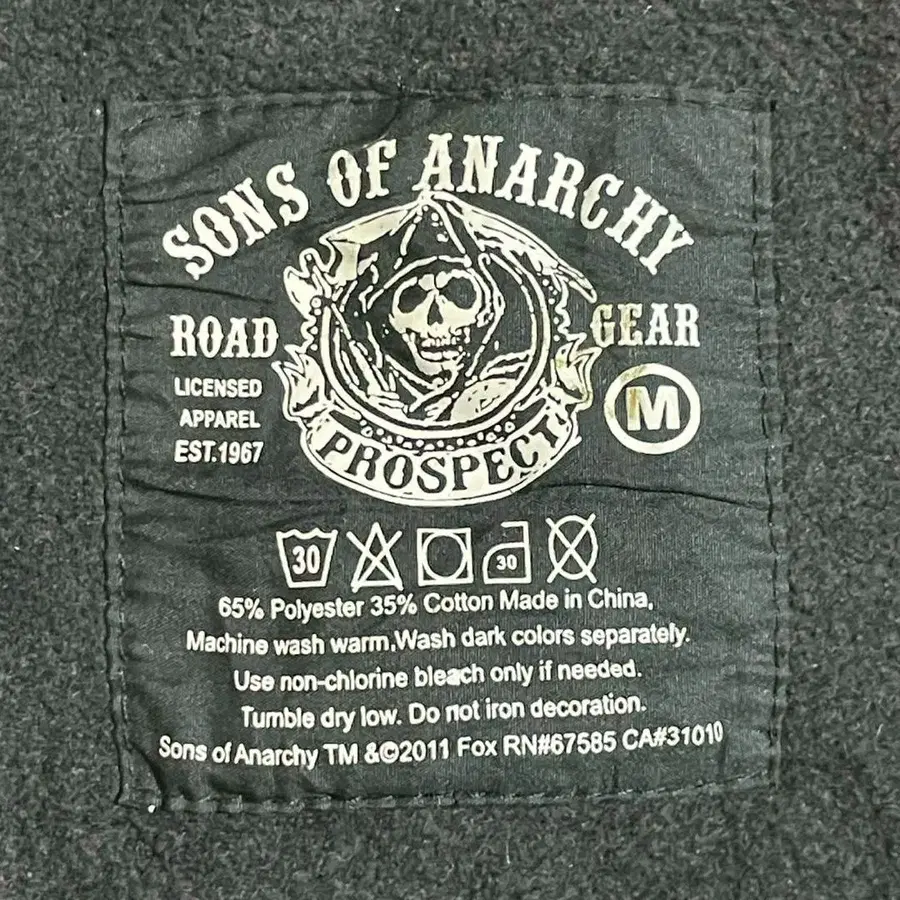 SONS OF ANARCHY
ROAD GEAR
LICENSED
APPAREL
EST.1967
M
PROSPECT
30 30
65% Polyester 35% Cotton Made in China,
Machine wash warm.Wash dark colors separately.
Use non-chlorine bleach only if needed.
Tumble dry low. Do not iron decoration.
Sons of Anarchy TM &©2011 Fox RN#67585 CA#31010